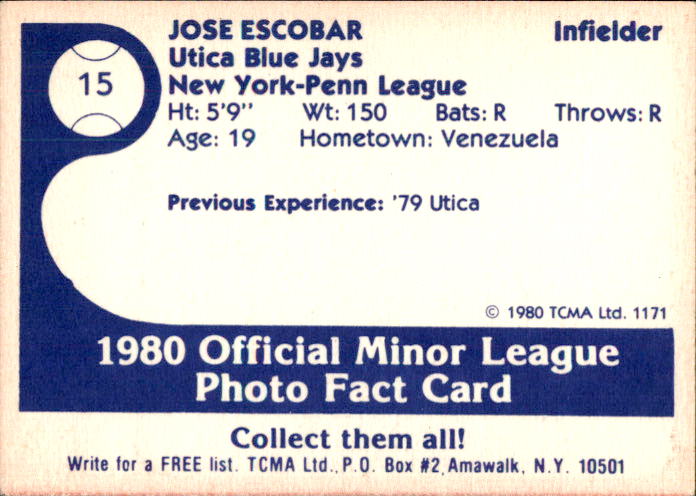 JOSE ESCOBAR Infielder
Utica Blue Jays
15
New York-Penn League
Ht: 5'9" Wt: 150 Bats: R Throws: R
Age: 19 Hometown: Venezuela
Previous Experience: '79 Utica
© 1980 TCMA Ltd. 1171
1980 Official Minor League
Photo Fact Card
Collect them all!
Write for a FREE list. TCMA Ltd., P.O. Box #2, Amawalk, N.Y. 10501